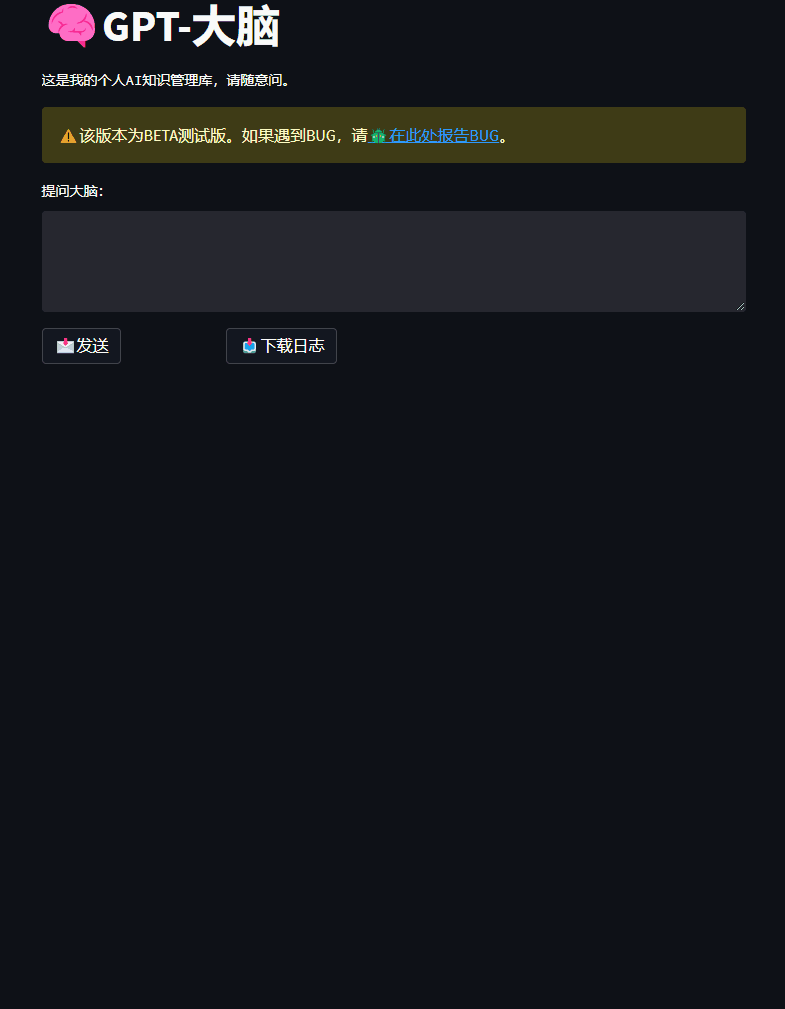 GPT-大脑
这是我的个人AI知识管理库，请随意问。
该版本为BETA测试版。如果遇到BUG，请在此处报告BUG。
提问大脑：
发送
下载日志